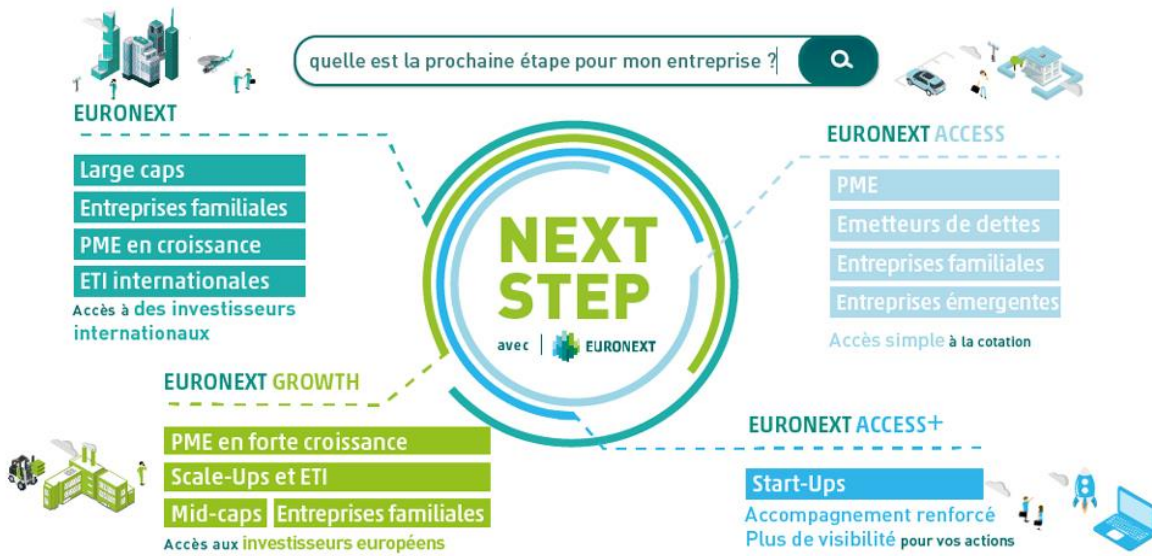 quelle est la prochaine étape pour mon entreprise ?
EURONEXT
Large caps
Entreprises familiales
PME en croissance
ETI internationales
Accès à des investisseurs
internationaux
EURONEXT ACCESS
PME
Emetteurs de dettes
Entreprises familiales
Entreprises émergentes
Accès simple à la cotation
NEXT
STEP
avec | EURONEXT
EURONEXT GROWTH
PME en forte croissance
Scale-Ups et ETI
Mid-caps Entreprises familiales
Accès aux investisseurs européens
EURONEXT ACCESS+
Start-Ups
Accompagnement renforcé
Plus de visibilité pour vos actions